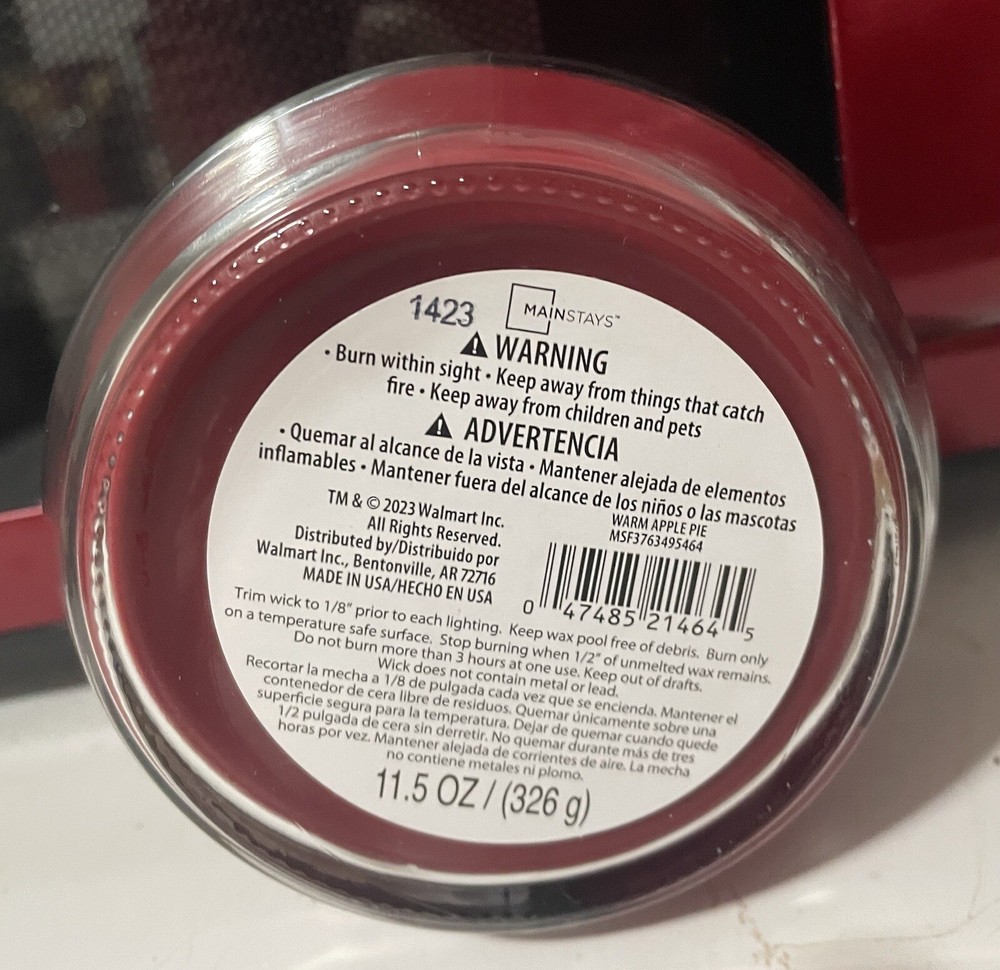 1423
MAINSTAYS™
WARNING
• Burn within sight • Keep away from things that catch
fire • Keep away from children and pets
ADVERTENCIA
• Quemar al alcance de la vista • Mantener alejada de elementos
inflamables • Mantener fuera del alcance de los niños o las mascotas
TM & © 2023 Walmart Inc.
All Rights Reserved.
Distributed by/Distribuido por
Walmart Inc., Bentonville, AR 72716
MADE IN USA/HECHO EN USA
WARM APPLE PIE
MSF3763495464
0 47485 21464 5
Trim wick to 1/8" prior to each lighting. Keep wax pool free of debris. Burn only
on a temperature safe surface. Stop burning when 1/2" of unmelted wax remains.
Do not burn more than 3 hours at one use. Keep out of drafts.
Wick does not contain metal or lead.
Recortar la mecha a 1/8 de pulgada cada vez que se encienda. Mantener el
contenedor de cera libre de residuos. Quemar únicamente sobre una
superficie segura para la temperatura. Dejar de quemar cuando quede
1/2 pulgada de cera sin derretir. No quemar durante más de tres
horas por vez. Mantener alejada de corrientes de aire. La mecha
no contiene metales ni plomo.
11.5 OZ / (326 g)